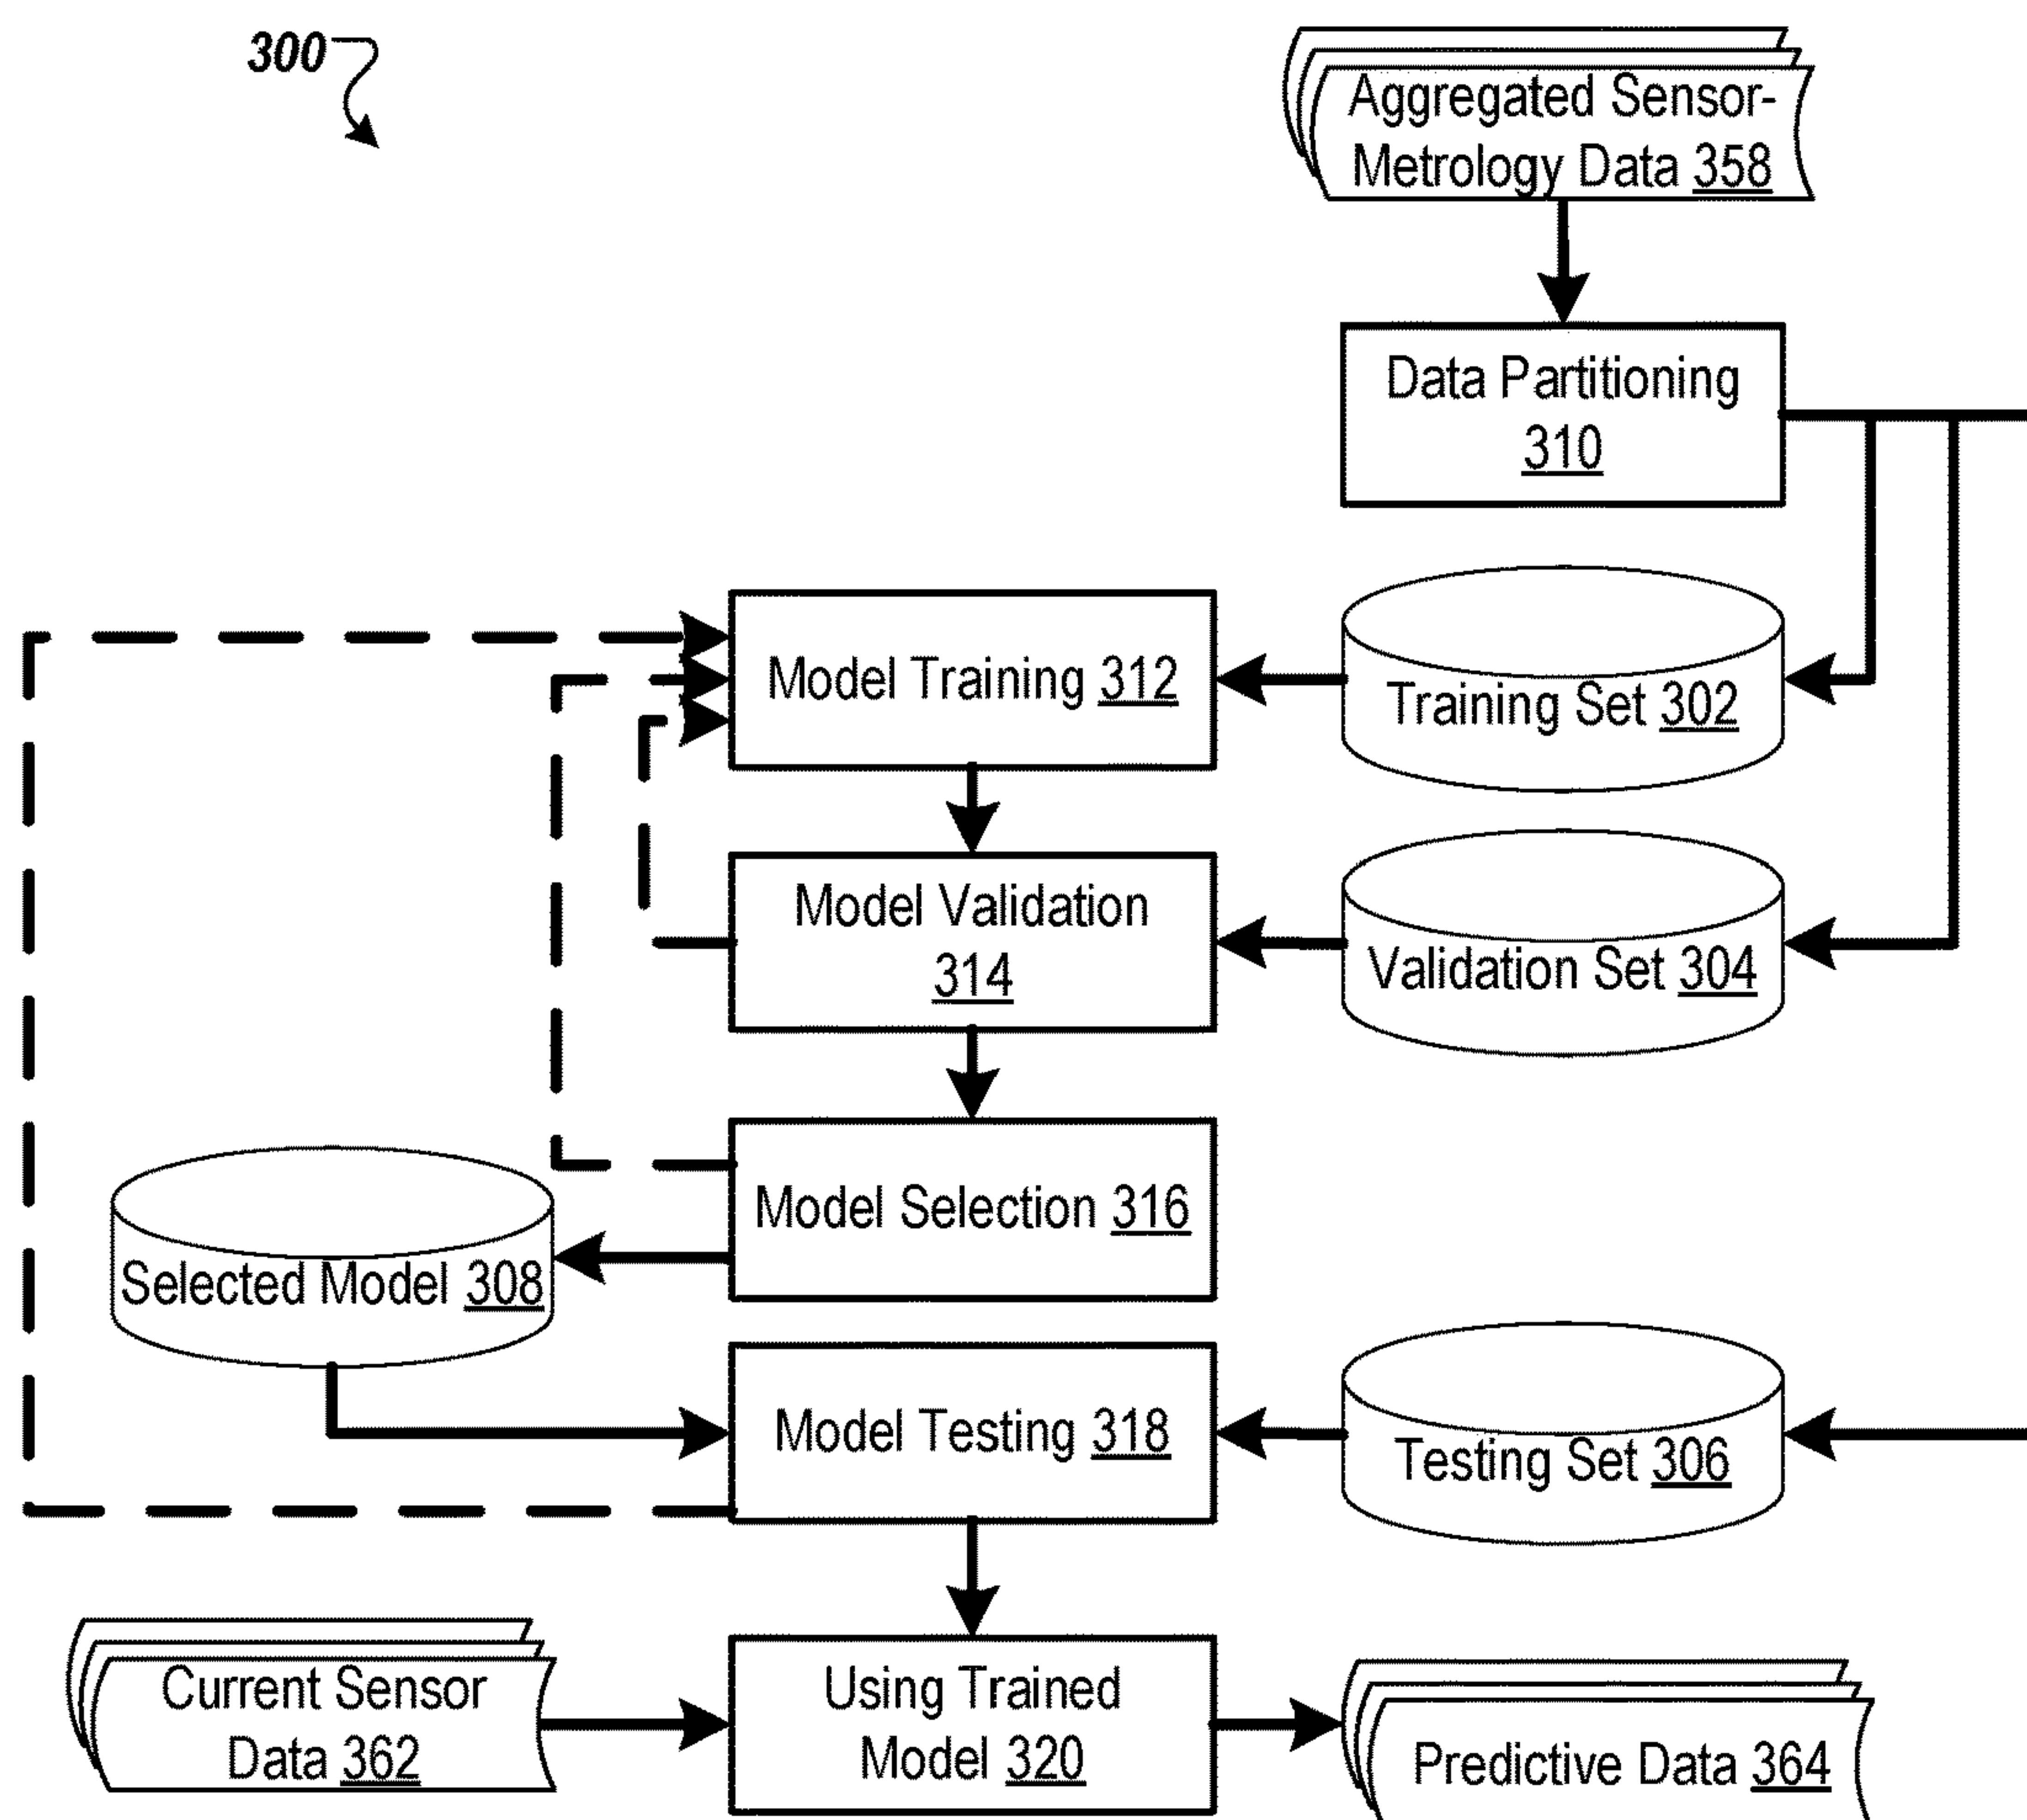 300
Aggregated Sensor-
Metrology Data 358
Data Partitioning
310
Model Training 312
Training Set 302
Model Validation
314
Validation Set 304
Model Selection 316
Selected Model 308
Model Testing 318
Testing Set 306
Current Sensor
Data 362
Using Trained
Model 320
Predictive Data 364